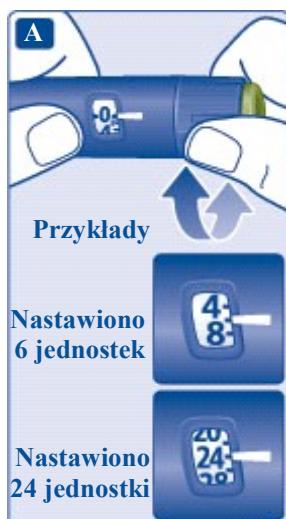 A
0
Przykłady
4
8
Nastawiono
6 jednostek
20
24
28
Nastawiono
24 jednostki